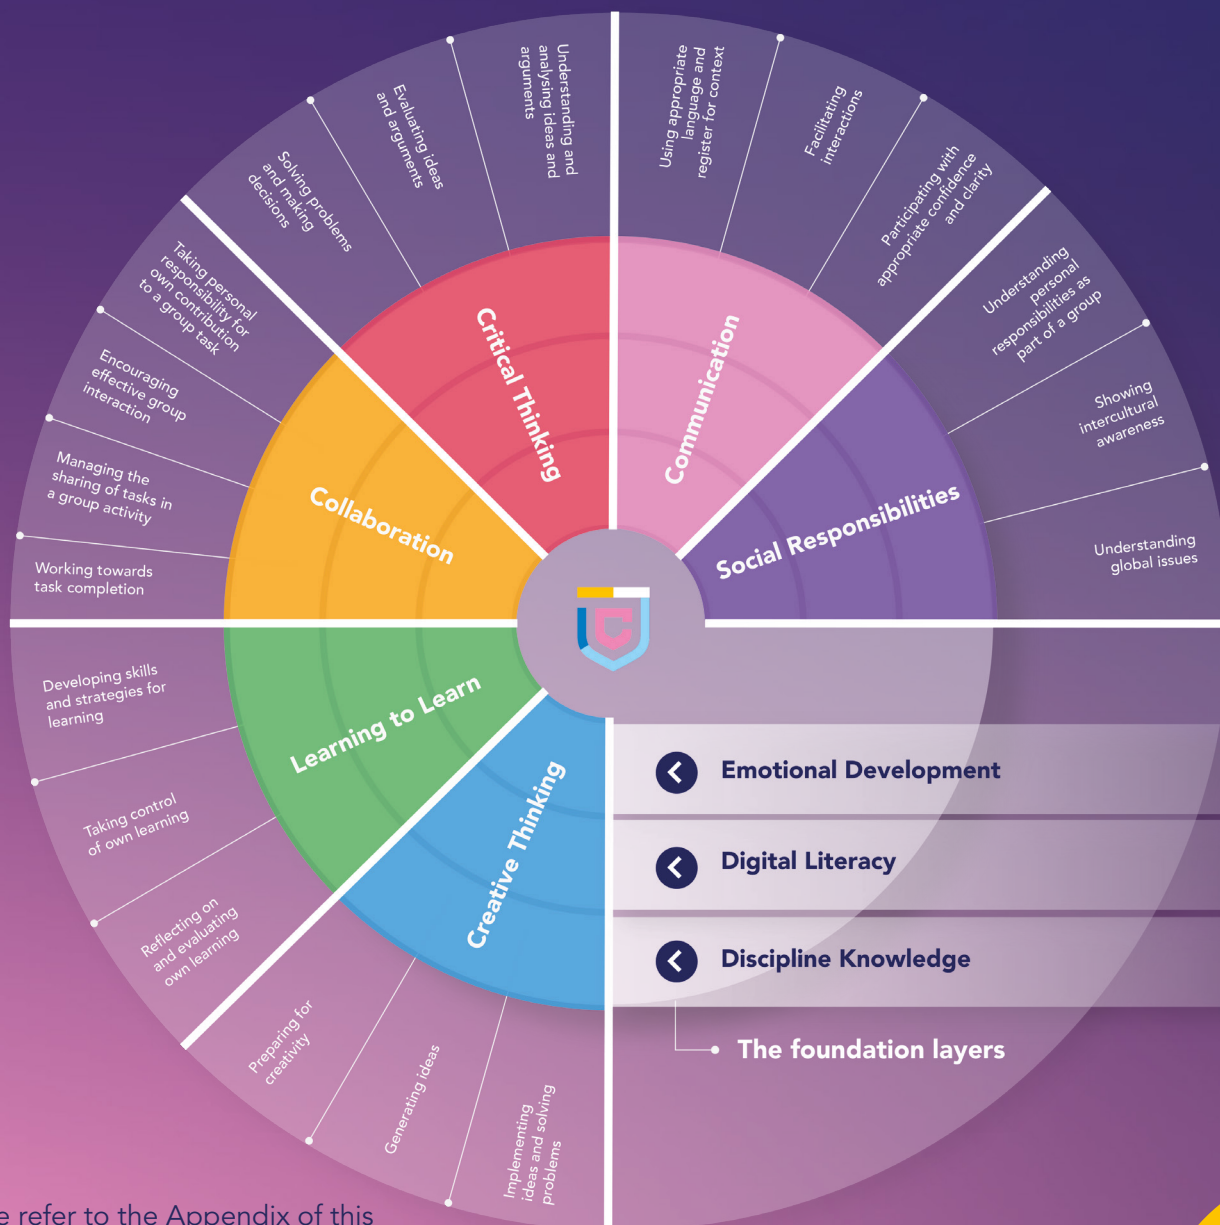 Understanding and
analysing ideas and
arguments
Using appropriate
language and
register for context
Evaluating ideas
and arguments
Facilitating
interactions
Solving problems
and making
decisions
Participating with
appropriate confidence
and clarity
Taking personal
responsibility for
own contribution
to a group task
Understanding
personal
responsibilities as
part of a group
Critical Thinking
Communication
Encouraging
effective group
interaction
Showing
intercultural
awareness
Managing the
sharing of tasks in
a group activity
Collaboration
Social Responsibilities
Understanding
global issues
Working towards
task completion
Developing skills
and strategies for
learning
Learning to Learn
Taking control
of own learning
Creative Thinking
Emotional Development
Digital Literacy
Reflecting on
and evaluating
own learning
Discipline Knowledge
The foundation layers
Preparing for
creativity
Generating ideas
Implementing
ideas and solving
problems
e refer to the Appendix of this